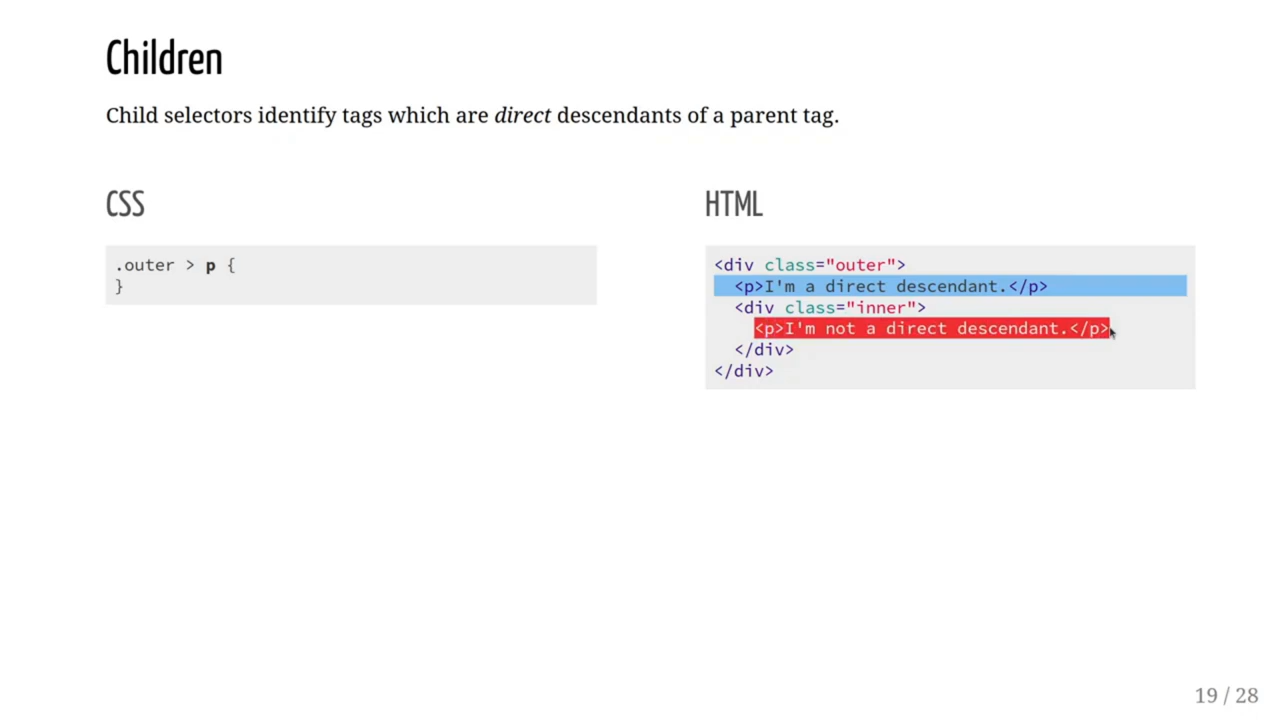 Children
Child selectors identify tags which are direct descendants of a parent tag.
CSS
.outer > p {
}
HTML
<div class="outer">
  <p>I'm a direct descendant.</p>
  <div class="inner">
    <p>I'm not a direct descendant.</p>
  </div>
</div>
19 / 28